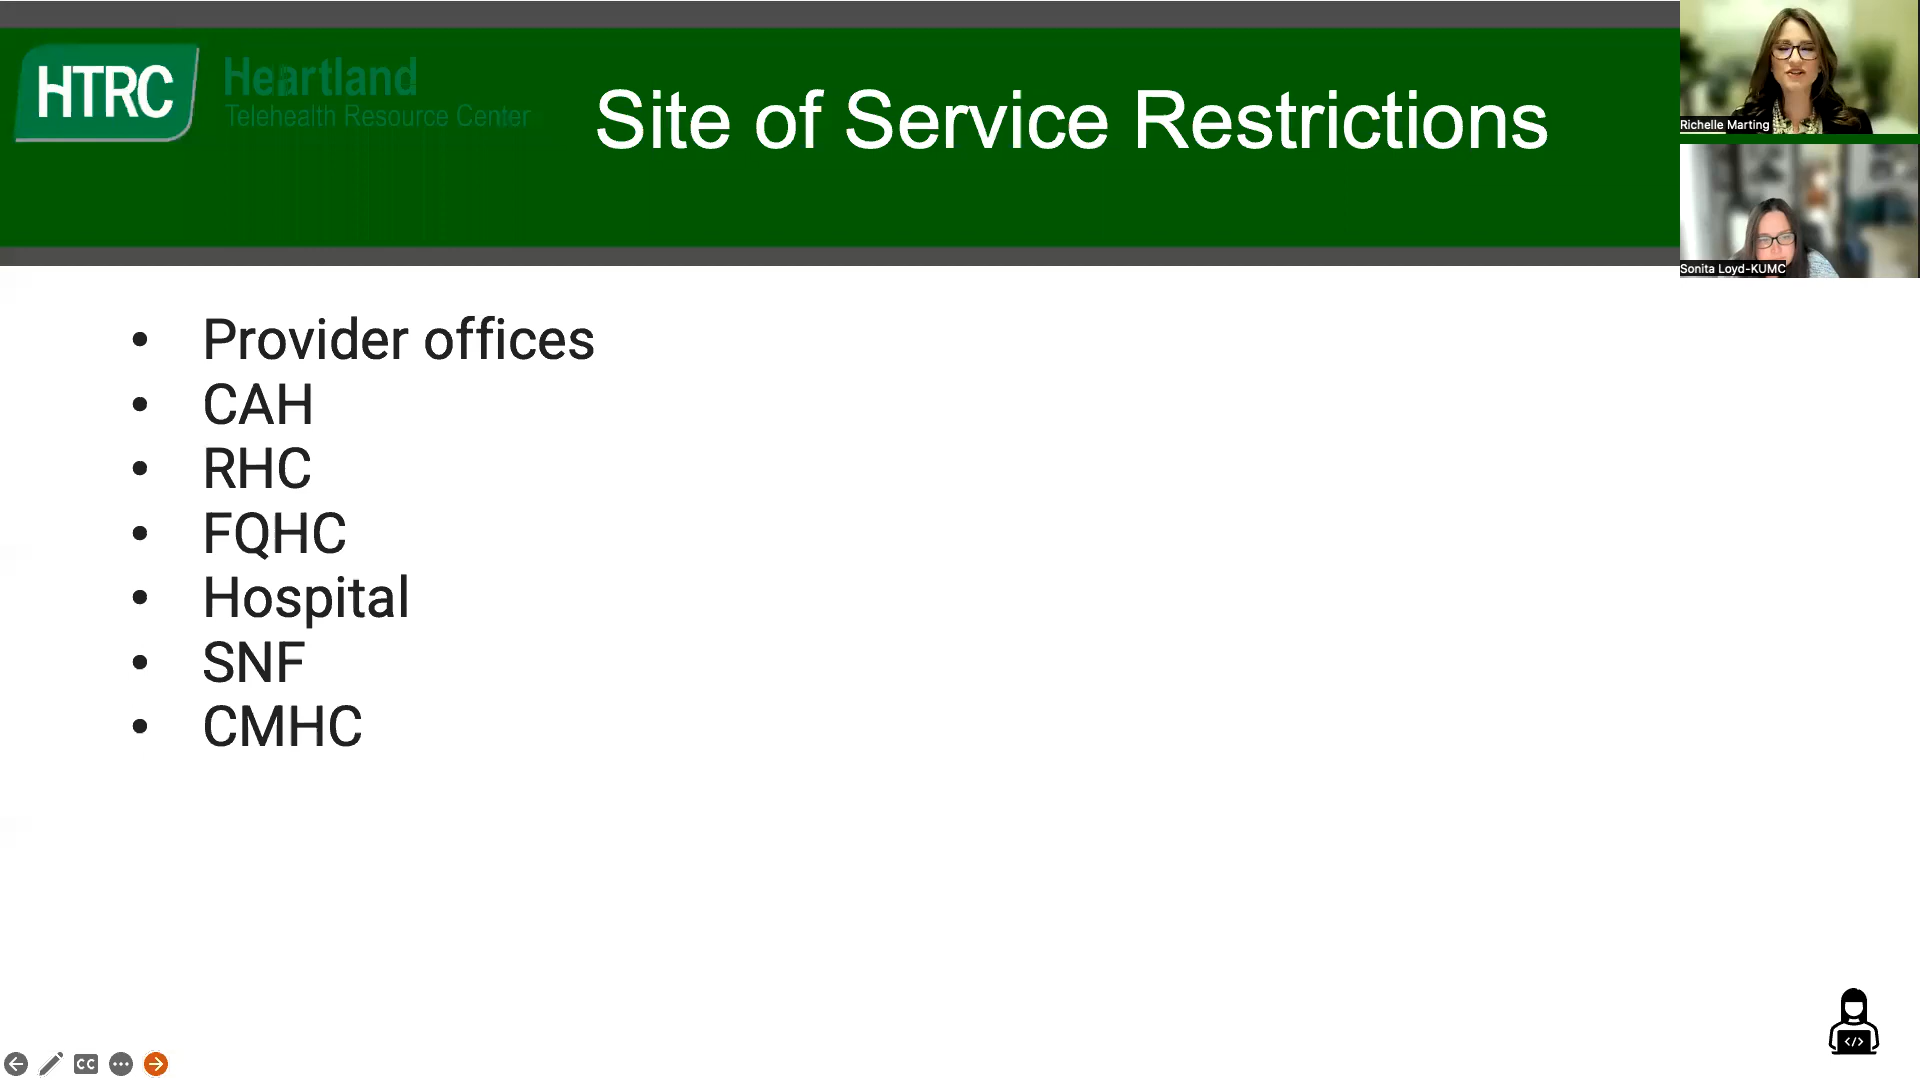 HTRC
Heartland
Telehealth Resource Center
Site of Service Restrictions
Richelle Marting
Sonita Loyd-KUMC
• Provider offices
• CAH
• RHC
• FQHC
• Hospital
• SNF
• CMHC
CC